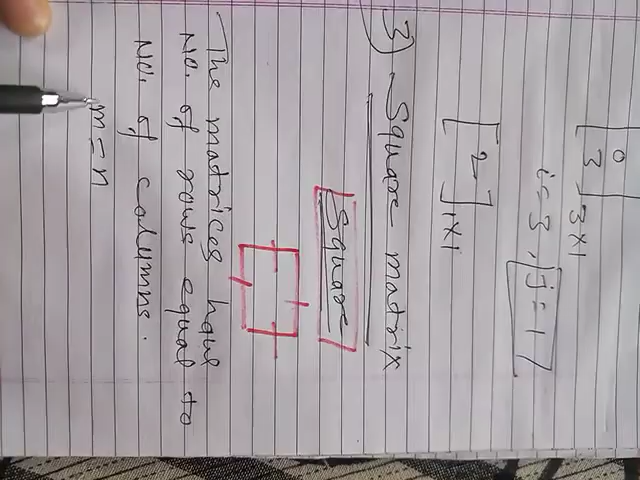 0
3 3×1
i=3, j=1
[2] 1×1
3) Square matrix
Square
The matrices have
No. of rows equal to
No. of columns.
m=n